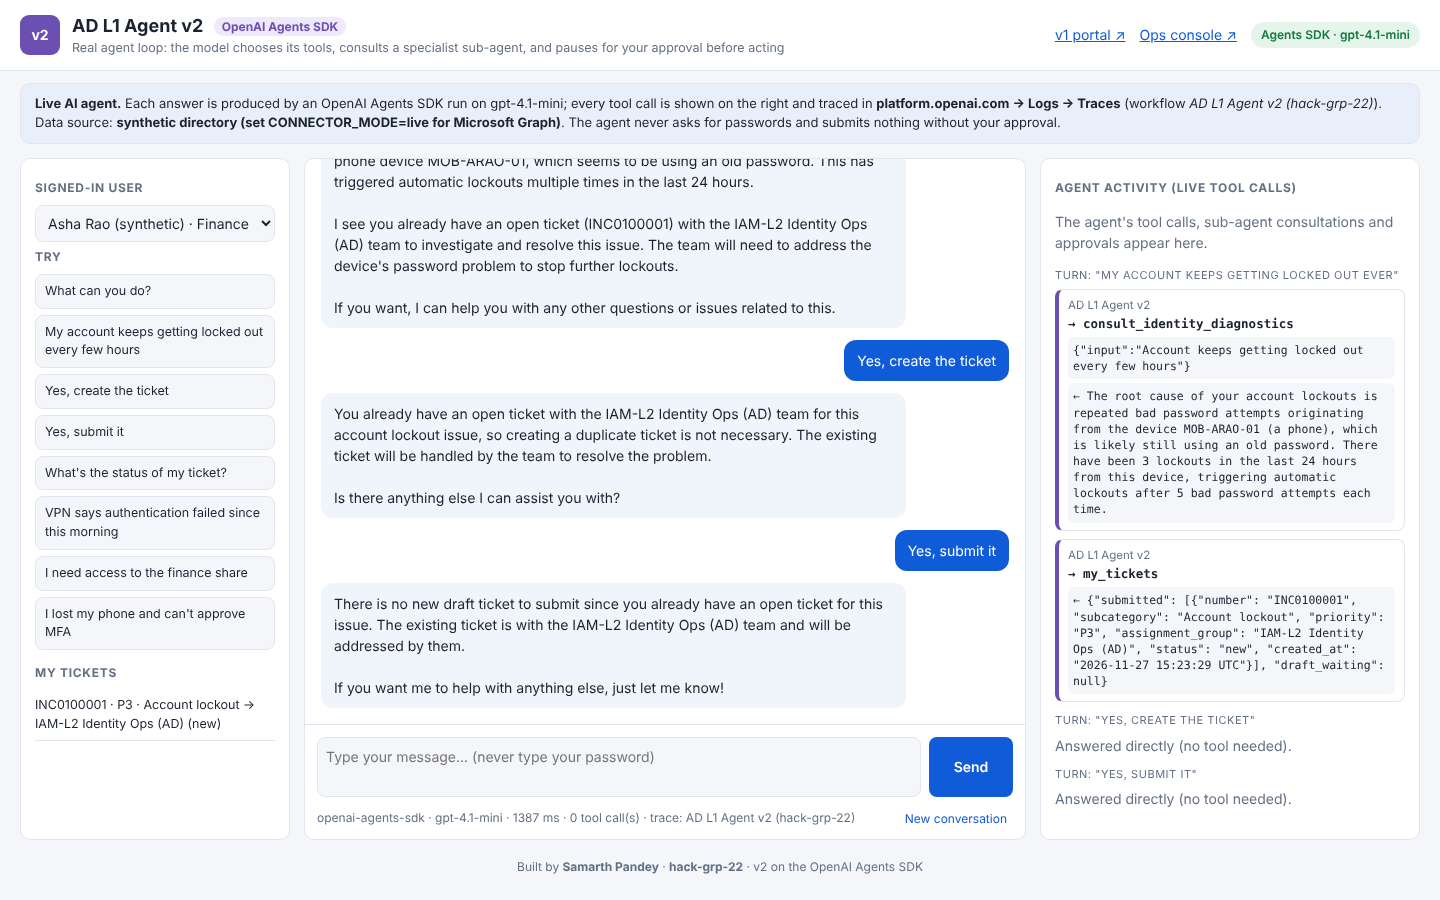 v2
AD L1 Agent v2
OpenAI Agents SDK
Real agent loop: the model chooses its tools, consults a specialist sub-agent, and pauses for your approval before acting
v1 portal ↗
Ops console ↗
Agents SDK · gpt-4.1-mini
Live AI agent. Each answer is produced by an OpenAI Agents SDK run on gpt-4.1-mini; every tool call is shown on the right and traced in platform.openai.com → Logs → Traces (workflow AD L1 Agent v2 (hack-grp-22)).
Data source: synthetic directory (set CONNECTOR_MODE=live for Microsoft Graph). The agent never asks for passwords and submits nothing without your approval.
SIGNED-IN USER
Asha Rao (synthetic) · Finance
TRY
What can you do?
My account keeps getting locked out
every few hours
Yes, create the ticket
Yes, submit it
What's the status of my ticket?
VPN says authentication failed since
this morning
I need access to the finance share
I lost my phone and can't approve
MFA
MY TICKETS
INC0100001 · P3 · Account lockout →
IAM-L2 Identity Ops (AD) (new)
phone device MOB-ARAO-01, which seems to be using an old password. This has
triggered automatic lockouts multiple times in the last 24 hours.
I see you already have an open ticket (INC0100001) with the IAM-L2 Identity Ops
(AD) team to investigate and resolve this issue. The team will need to address the
device's password problem to stop further lockouts.
If you want, I can help you with any other questions or issues related to this.
Yes, create the ticket
You already have an open ticket with the IAM-L2 Identity Ops (AD) team for this
account lockout issue, so creating a duplicate ticket is not necessary. The existing
ticket will be handled by the team to resolve the problem.
Is there anything else I can assist you with?
Yes, submit it
There is no new draft ticket to submit since you already have an open ticket for this
issue. The existing ticket is with the IAM-L2 Identity Ops (AD) team and will be
addressed by them.
If you want me to help with anything else, just let me know!
Type your message... (never type your password)
Send
openai-agents-sdk · gpt-4.1-mini · 1387 ms · 0 tool call(s) · trace: AD L1 Agent v2 (hack-grp-22)
New conversation
AGENT ACTIVITY (LIVE TOOL CALLS)
The agent's tool calls, sub-agent consultations and
approvals appear here.
TURN: "MY ACCOUNT KEEPS GETTING LOCKED OUT EVER"
AD L1 Agent v2
→ consult_identity_diagnostics
{"input":"Account keeps getting locked out
every few hours"}
← The root cause of your account lockouts is
repeated bad password attempts originating
from the device MOB-ARAO-01 (a phone), which
is likely still using an old password. There
have been 3 lockouts in the last 24 hours
from this device, triggering automatic
lockouts after 5 bad password attempts each
time.
AD L1 Agent v2
→ my_tickets
← {"submitted": [{"number": "INC0100001",
"subcategory": "Account lockout", "priority":
"P3", "assignment_group": "IAM-L2 Identity
Ops (AD)", "status": "new", "created_at":
"2026-11-27 15:23:29 UTC"}], "draft_waiting":
null}
TURN: "YES, CREATE THE TICKET"
Answered directly (no tool needed).
TURN: "YES, SUBMIT IT"
Answered directly (no tool needed).
Built by Samarth Pandey · hack-grp-22 · v2 on the OpenAI Agents SDK